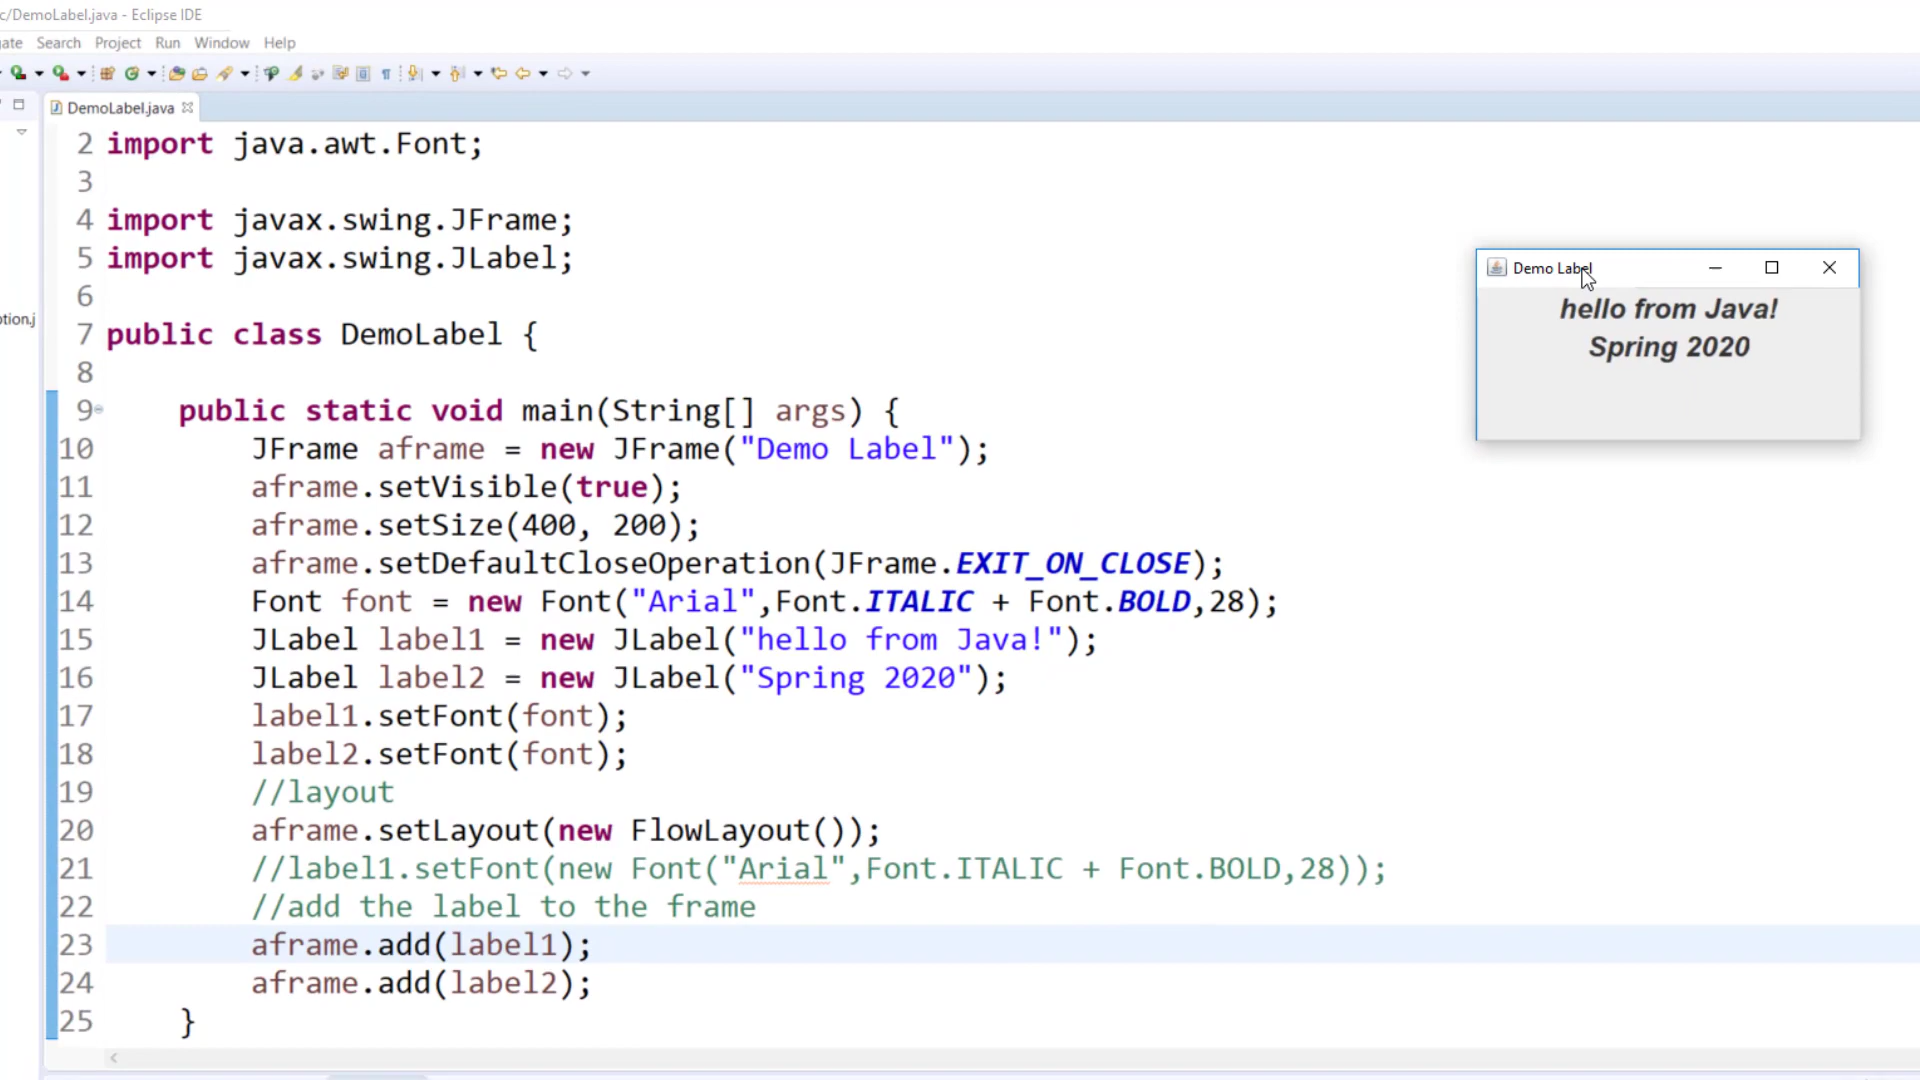 c/DemoLabel.java - Eclipse IDE
gate Search Project Run Window Help
DemoLabel.java
2 import java.awt.Font;
3
4 import javax.swing.JFrame;
5 import javax.swing.JLabel;
6
7 public class DemoLabel {
8
9 public static void main(String[] args) {
10 JFrame aframe = new JFrame("Demo Label");
11 aframe.setVisible(true);
12 aframe.setSize(400, 200);
13 aframe.setDefaultCloseOperation(JFrame.EXIT_ON_CLOSE);
14 Font font = new Font("Arial",Font.ITALIC + Font.BOLD,28);
15 JLabel label1 = new JLabel("hello from Java!");
16 JLabel label2 = new JLabel("Spring 2020");
17 label1.setFont(font);
18 label2.setFont(font);
19 //layout
20 aframe.setLayout(new FlowLayout());
21 //label1.setFont(new Font("Arial",Font.ITALIC + Font.BOLD,28));
22 //add the label to the frame
23 aframe.add(label1);
24 aframe.add(label2);
25 }
ption.j
Demo Label
hello from Java!
Spring 2020